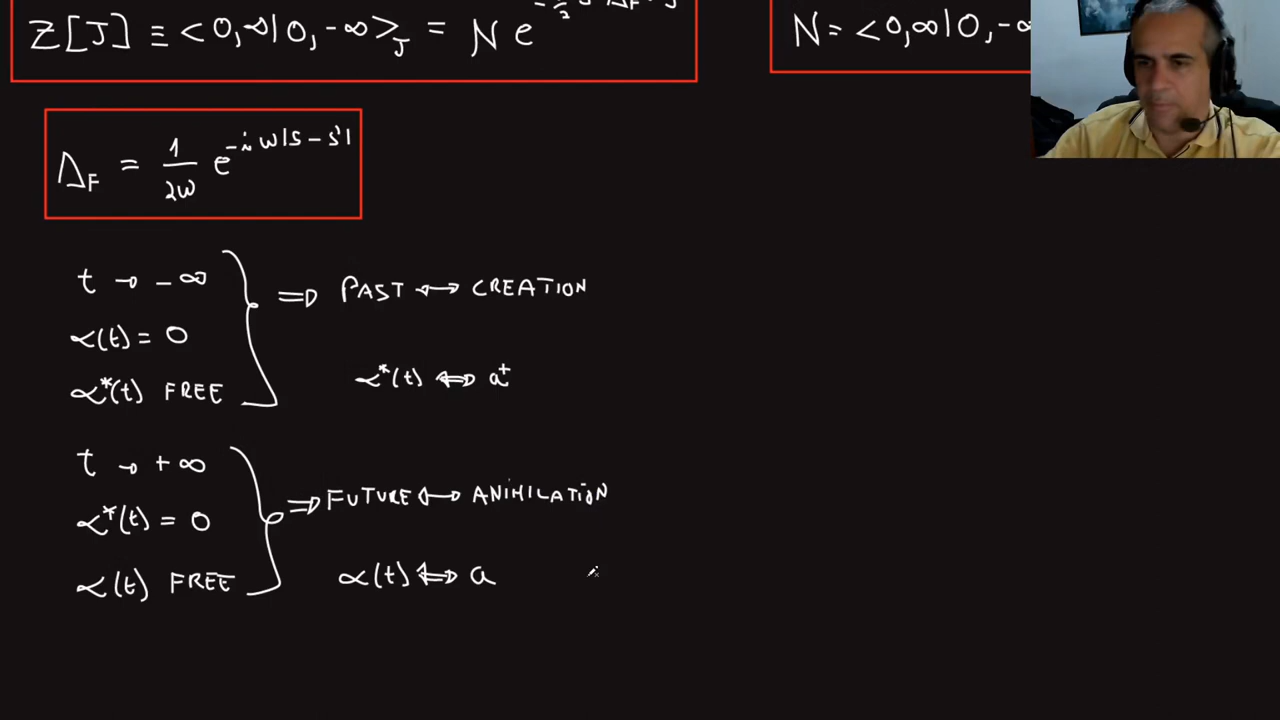 Z[J] ≡ <0,∞|0,-∞>_J = N e
N = <0,∞|0,-∞
Δ_F = 1/2ω e^{-iω|s-s'|}
t → -∞
α(t) = 0
α*(t) FREE
⇒ PAST ↔ CREATION
α*(t) ⇔ a⁺
t → +∞
α*(t) = 0
α(t) FREE
⇒ FUTURE ↔ ANIHILATION
α(t) ⇔ a